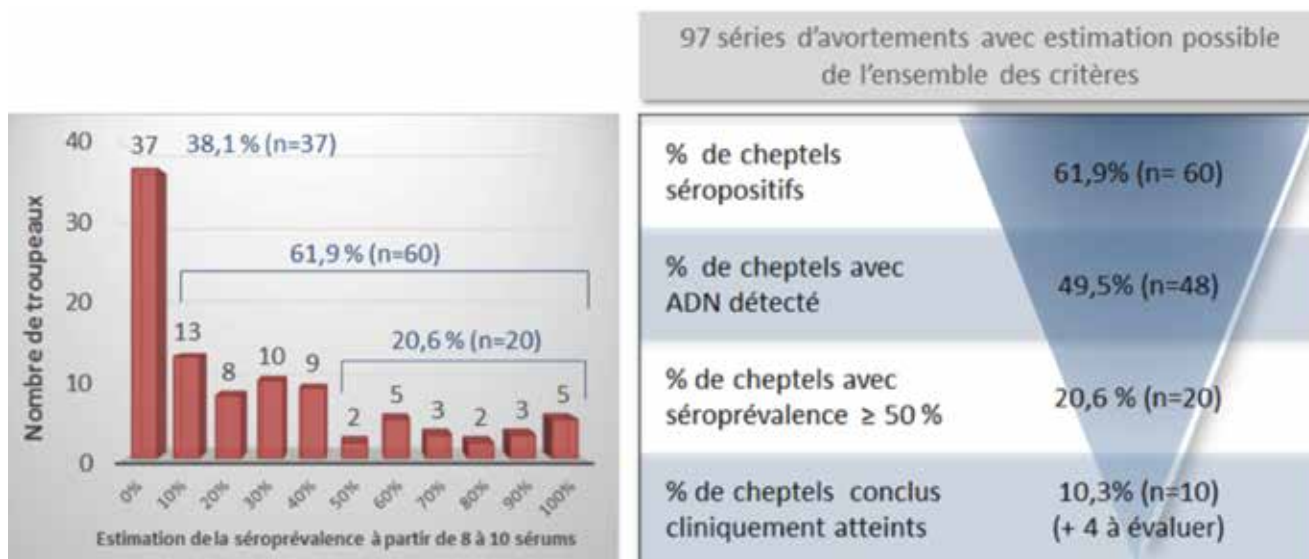 97 séries d'avortements avec estimation possible
de l'ensemble des critères
Nombre de troupeaux
40
30
20
10
0
37
38,1 % (n=37)
61,9 % (n=60)
20,6 % (n=20)
13
8
10
9
2
5
3
2
3
5
0%
10%
20%
30%
40%
50%
60%
70%
80%
90%
100%
Estimation de la séroprévalence à partir de 8 à 10 sérums
% de cheptels
séropositifs
61,9% (n= 60)
% de cheptels avec
ADN détecté
49,5% (n=48)
% de cheptels avec
séroprévalence ≥ 50 %
20,6 % (n=20)
% de cheptels conclus
cliniquement atteints
10,3% (n=10)
(+ 4 à évaluer)